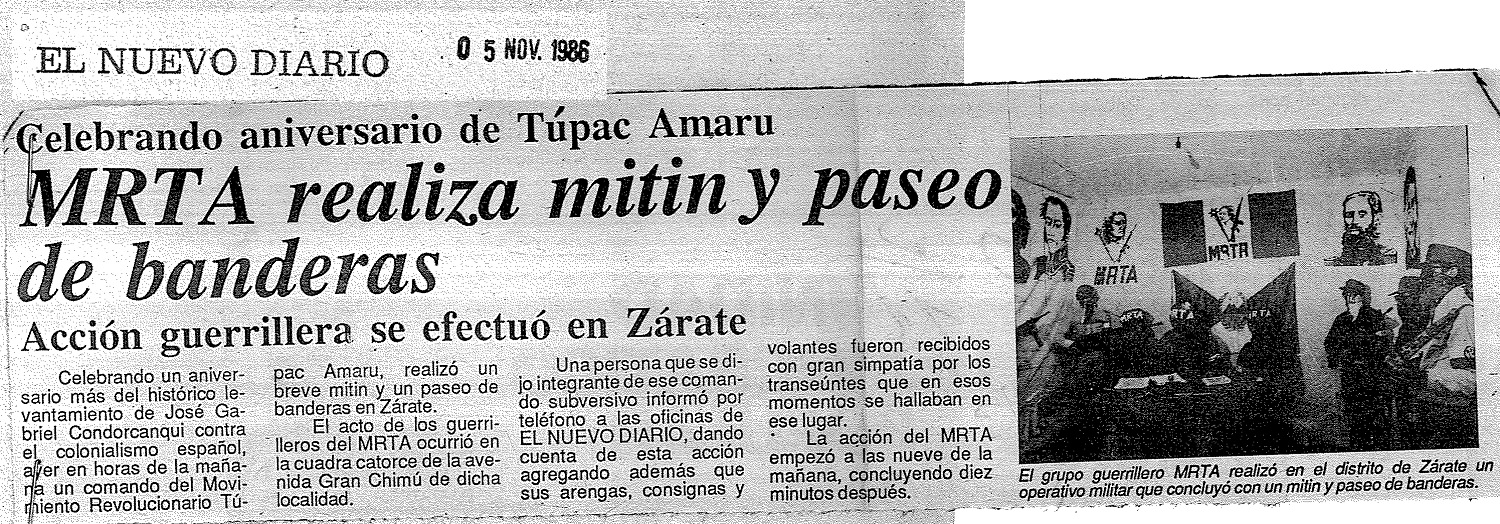 EL NUEVO DIARIO
05 NOV. 1986
Celebrando aniversario de Túpac Amaru
MRTA realiza mitin y paseo
de banderas
Acción guerrillera se efectuó en Zárate
Celebrando un aniver-
sario más del histórico le-
vantamiento de José Ga-
briel Condorcanqui contra
el colonialismo español,
ayer en horas de la maña-
na un comando del Movi-
miento Revolucionario Tú-
pac Amaru, realizó un
breve mitin y un paseo de
banderas en Zárate.
El acto de los guerri-
lleros del MRTA ocurrió en
la cuadra catorce de la ave-
nida Gran Chimú de dicha
localidad.
Una persona que se di-
jo integrante de ese coman-
do subversivo informó por
teléfono a las oficinas de
EL NUEVO DIARIO, dando
cuenta de esta acción
agregando además que
sus arengas, consignas y
volantes fueron recibidos
con gran simpatía por los
transeúntes que en esos
momentos se hallaban en
ese lugar.
La acción del MRTA
empezó a las nueve de la
mañana, concluyendo diez
minutos después.
MRTA
MRTA
MRTA
RTA
RTA
El grupo guerrillero MRTA realizó en el distrito de Zárate un
operativo militar que concluyó con un mitin y paseo de banderas.